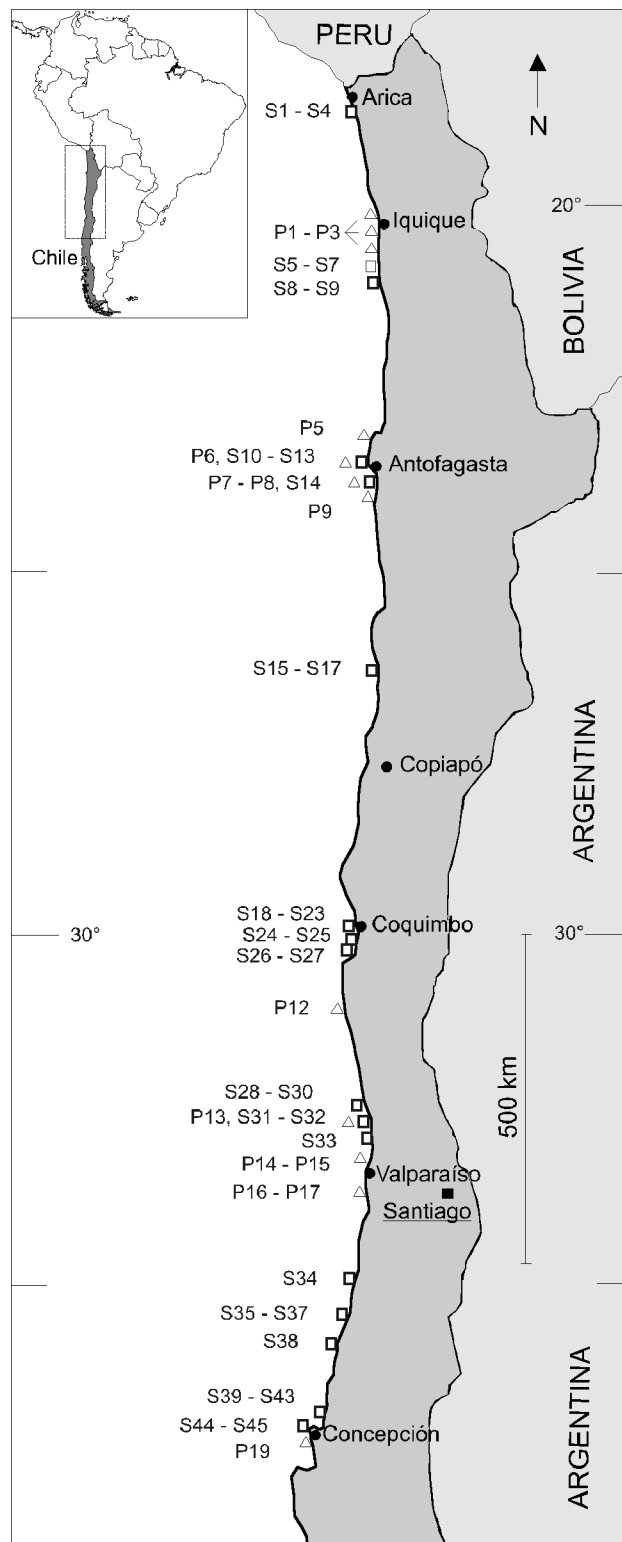 PERU
Arica
S1 - S4
N
20°
Iquique
P1 - P3
Chile
S5 - S7
S8 - S9
BOLIVIA
P5
P6, S10 - S13
Antofagasta
P7 - P8, S14
P9
S15 - S17
ARGENTINA
Copiapó
S18 - S23
Coquimbo
30°
S24 - S25
30°
S26 - S27
P12
500 km
S28 - S30
P13, S31 - S32
S33
P14 - P15
Valparaíso
P16 - P17
Santiago
S34
S35 - S37
S38
ARGENTINA
S39 - S43
S44 - S45
Concepción
P19